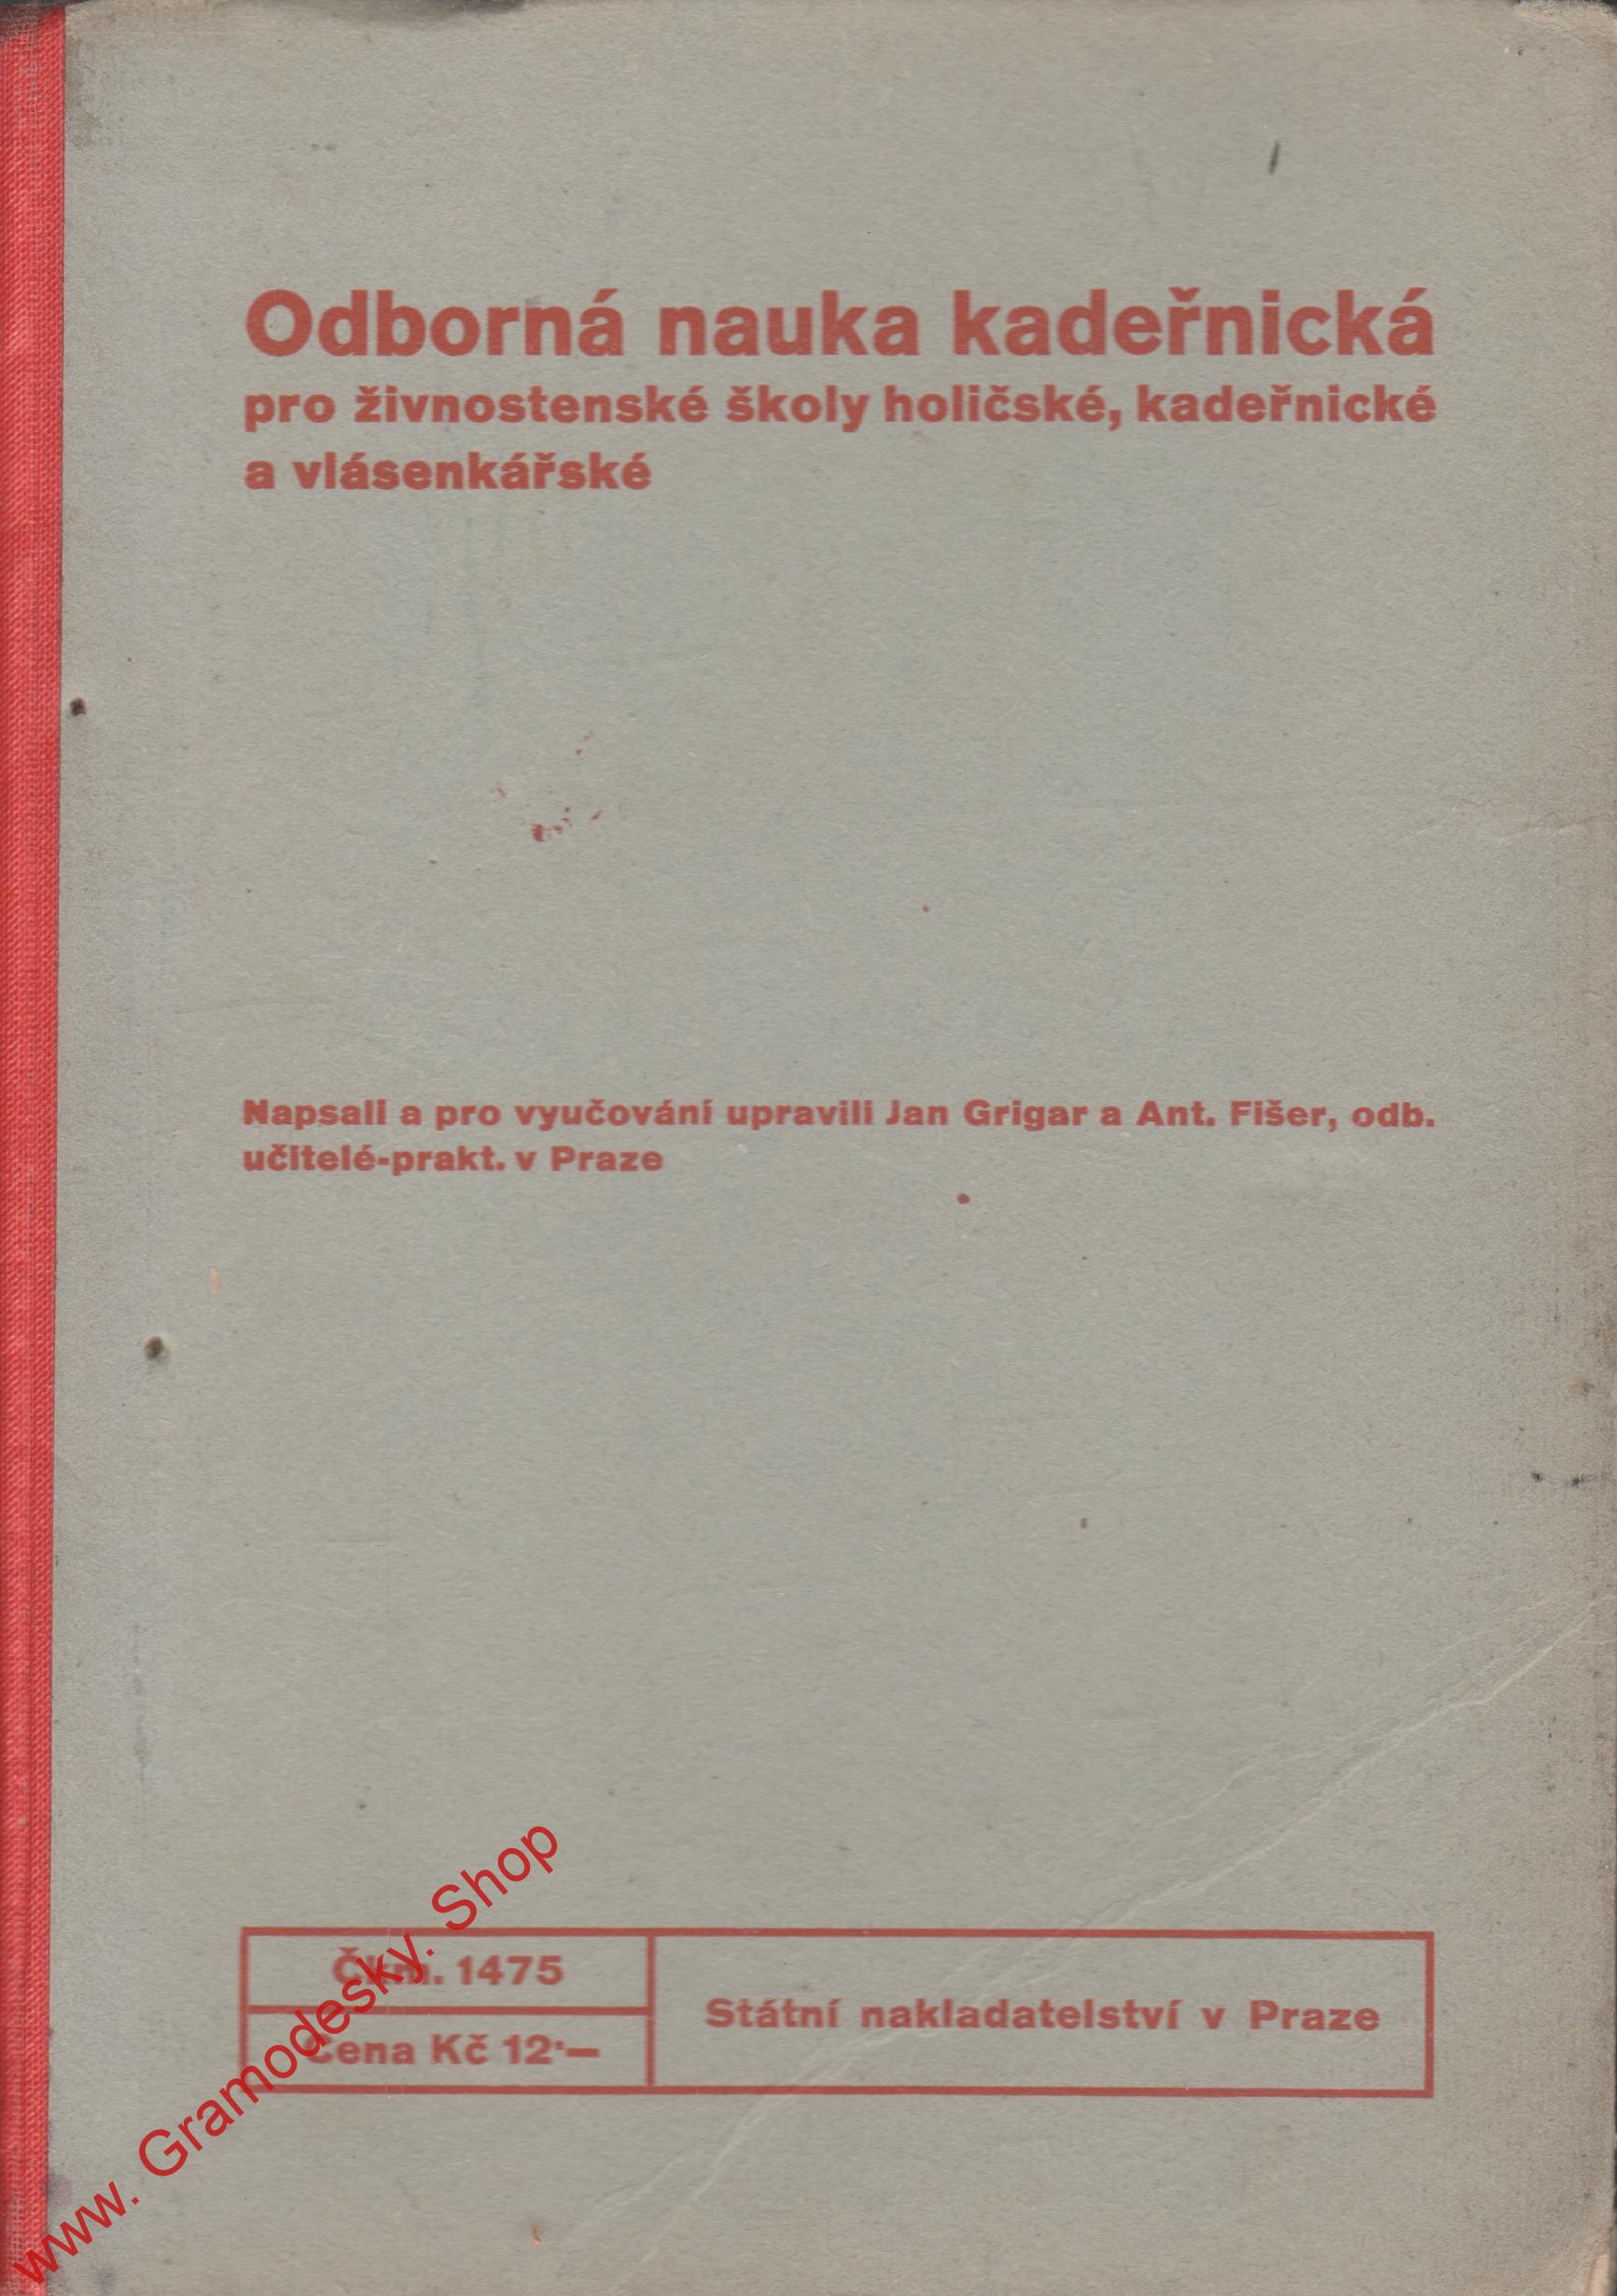 Odborná nauka kadeřnická
pro živnostenské školy holičské, kadeřnické
a vlásenkářské
Napsali a pro vyučování upravili Jan Grigar a Ant. Fišer, odb.
učitelé-prakt. v Praze
1475
Cena Kč 12·—
Státní nakladatelství v Praze
www. Gramodesky. Shop